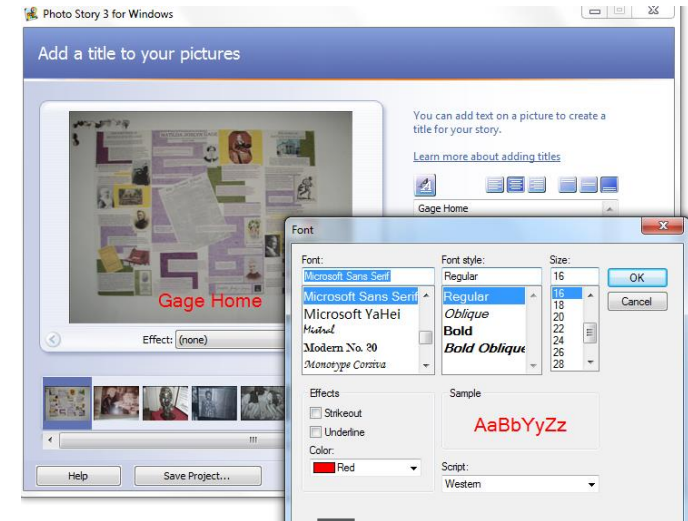 Photo Story 3 for Windows
Add a title to your pictures
You can add text on a picture to create a
title for your story.
Learn more about adding titles
Gage Home
Gage Home
Effect: (none)
Help
Save Project...
Font
Font:
Microsoft Sans Serif
Microsoft Sans Serif
Microsoft YaHei
Mistral
Modern No. 20
Monotype Corsiva
Font style:
Regular
Regular
Oblique
Bold
Bold Oblique
Size:
16
16
18
20
22
24
26
28
OK
Cancel
Effects
Strikeout
Underline
Color:
Red
Sample
AaBbYyZz
Script:
Western